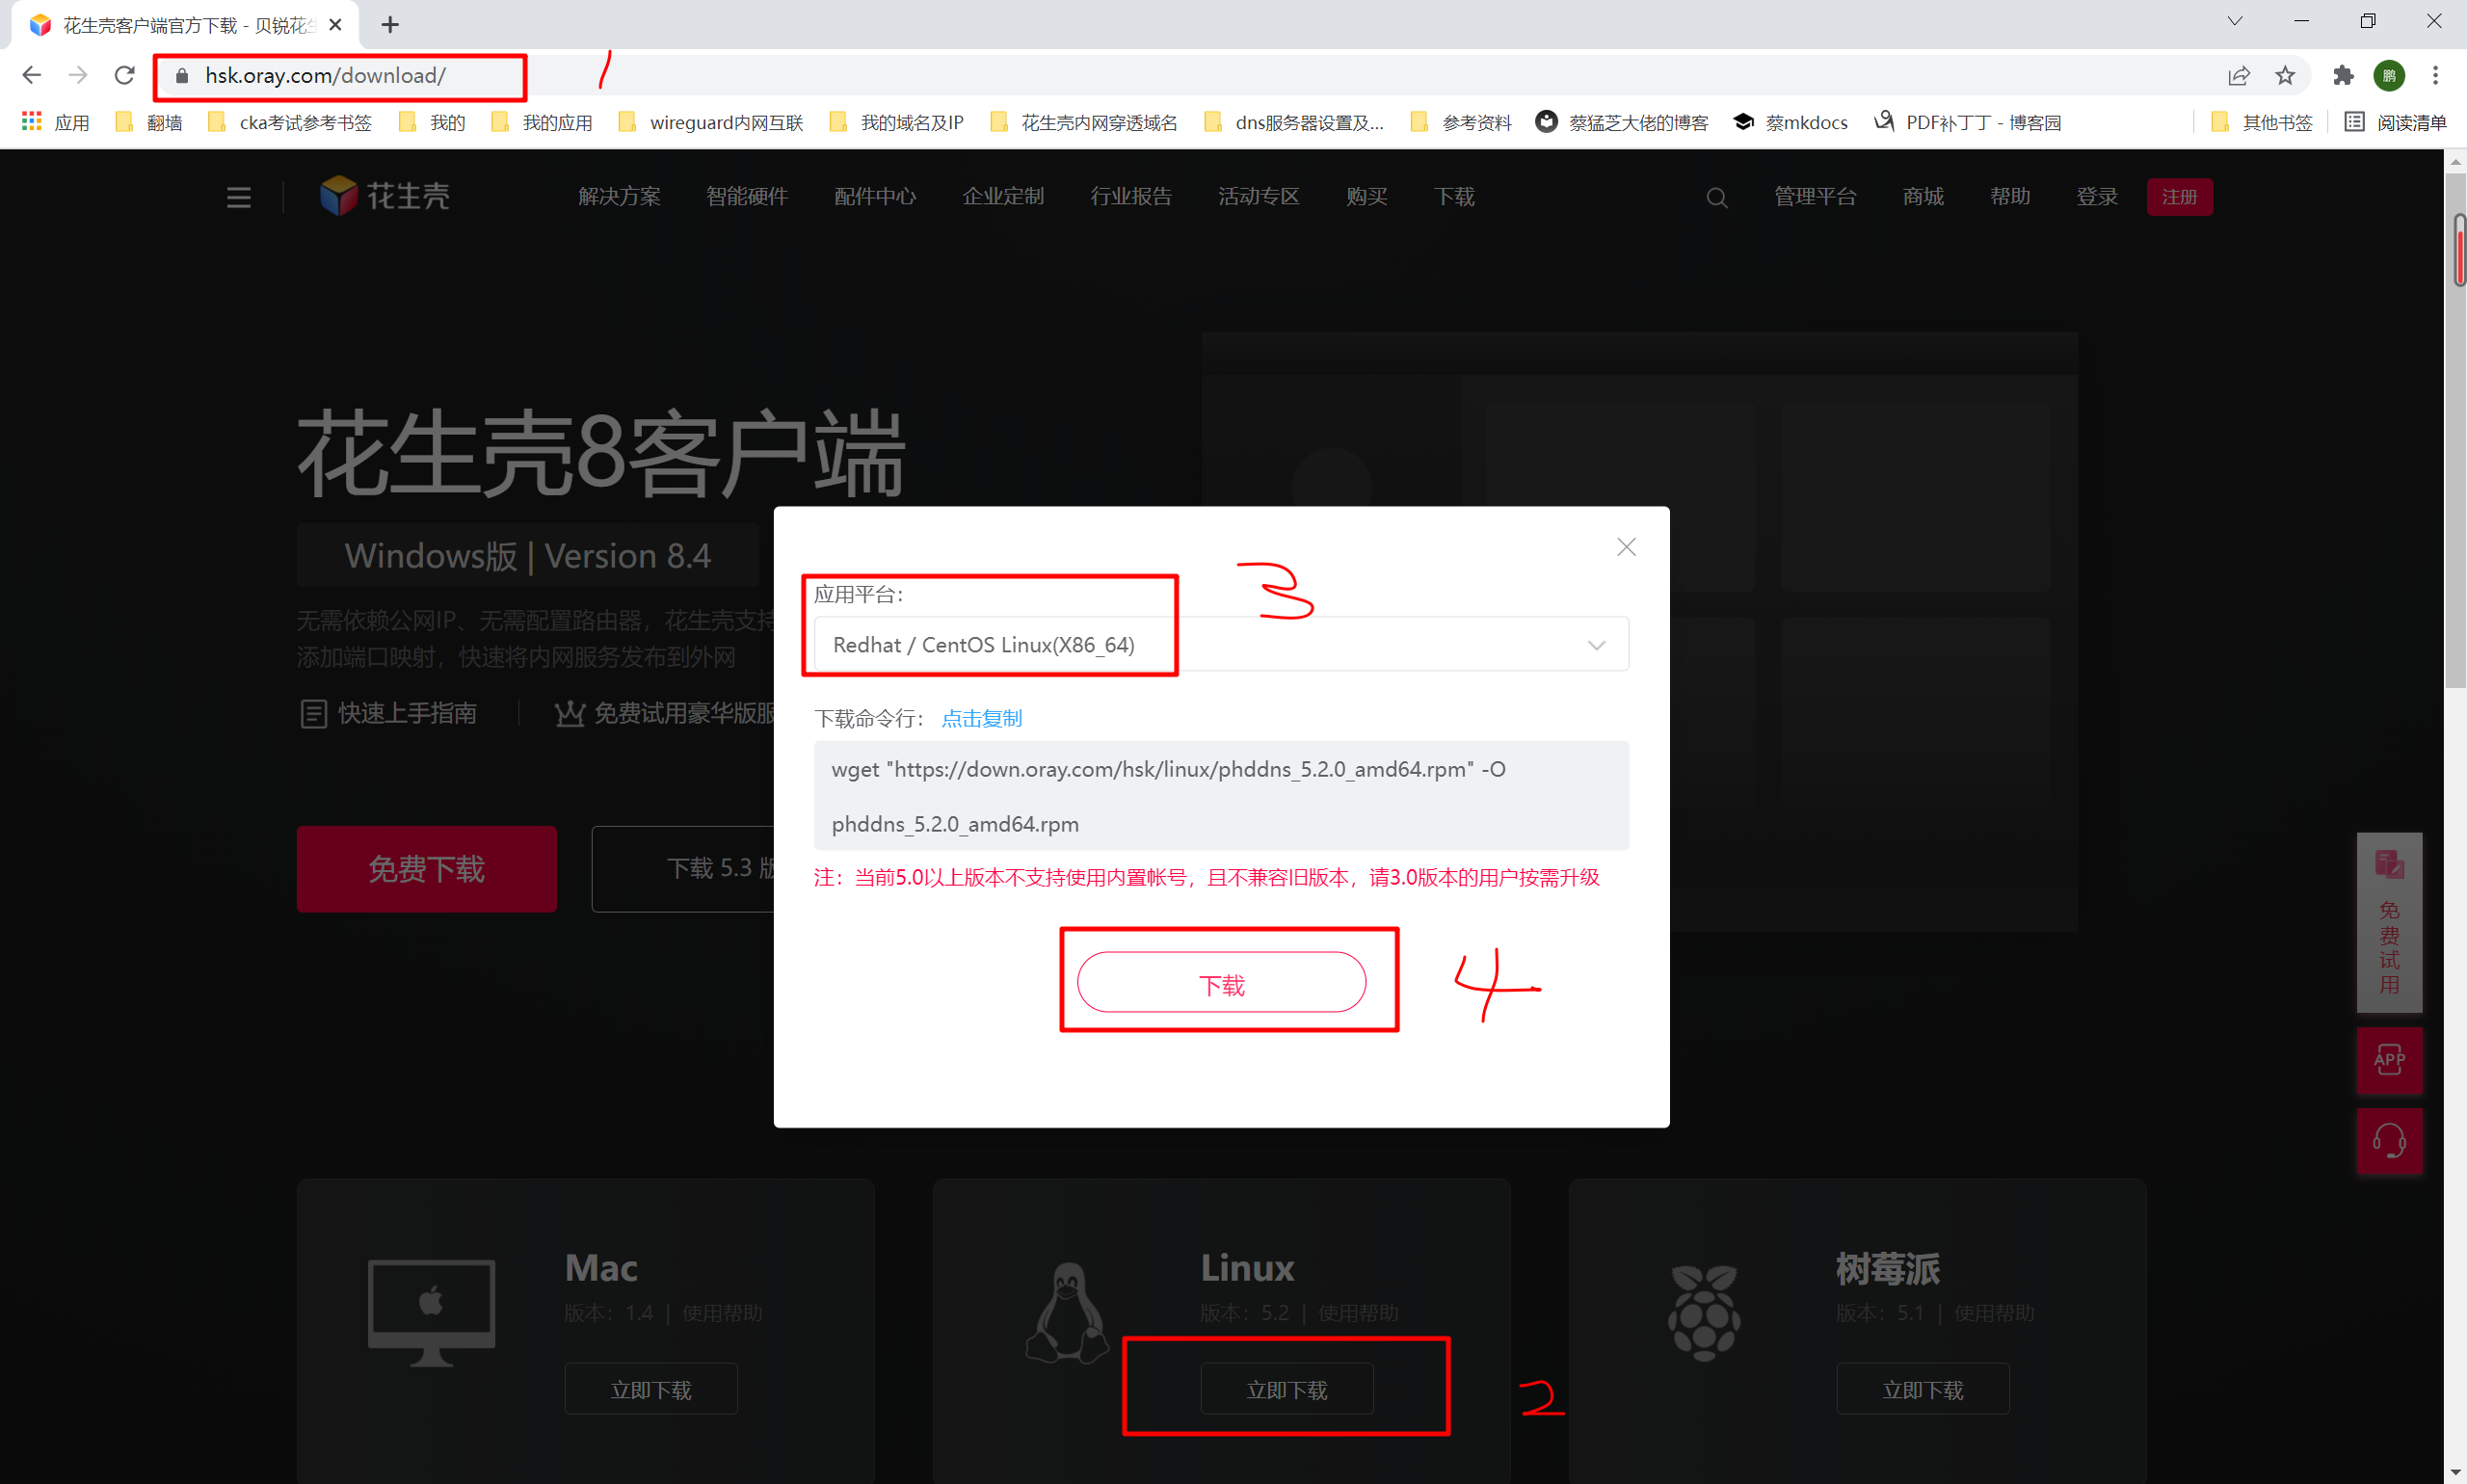 花生壳客户端官方下载 - 贝锐花生
hsk.oray.com/download/
1
鹏
应用 翻墙 cka考试参考书签 我的 我的应用 wireguard内网互联 我的域名及IP 花生壳内网穿透域名 dns服务器设置及... 参考资料 蔡猛芝大佬的博客 蔡mkdocs PDF补丁丁 - 博客园 其他书签 阅读清单
花生壳 解决方案 智能硬件 配件中心 企业定制 行业报告 活动专区 购买 下载 管理平台 商城 帮助 登录 注册
花生壳8客户端
Windows版 | Version 8.4
无需依赖公网IP、无需配置路由器，花生壳支持
添加端口映射，快速将内网服务发布到外网
快速上手指南 免费试用豪华版服
免费下载 下载 5.3 版
应用平台：
3
Redhat / CentOS Linux(X86_64)
下载命令行： 点击复制
wget "https://down.oray.com/hsk/linux/phddns_5.2.0_amd64.rpm" -O
phddns_5.2.0_amd64.rpm
注：当前5.0以上版本不支持使用内置帐号，且不兼容旧版本，请3.0版本的用户按需升级
下载
4
免费试用
APP
Mac
版本：1.4 | 使用帮助
立即下载
Linux
版本：5.2 | 使用帮助
立即下载
2
树莓派
版本：5.1 | 使用帮助
立即下载